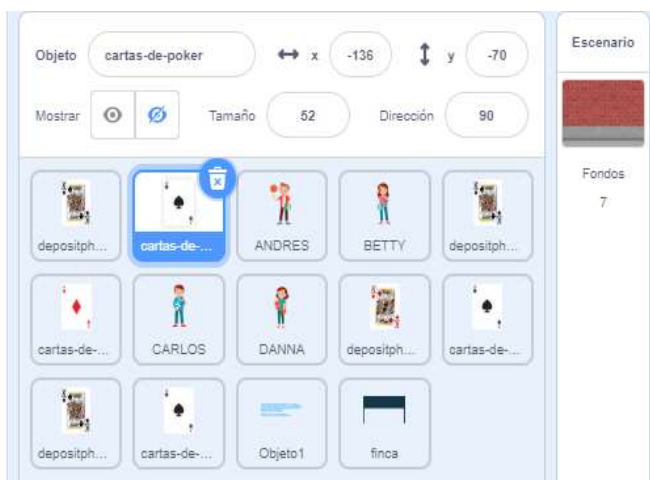 Objeto cartas-de-poker x -136 y -70
Mostrar Tamaño 52 Dirección 90
Escenario
Fondos
7
depositph... cartas-de-... ANDRES BETTY depositph...
cartas-de-... CARLOS DANNA depositph... cartas-de-...
depositph... cartas-de-... Objeto1 finca